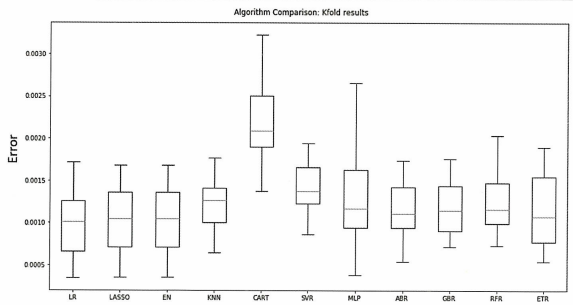 Algorithm Comparison: Kfold results
Error
0.0030
0.0025
0.0020
0.0015
0.0010
0.0005
LR LASSO EN KNN CART SVR MLP ABR GBR RFR ETR